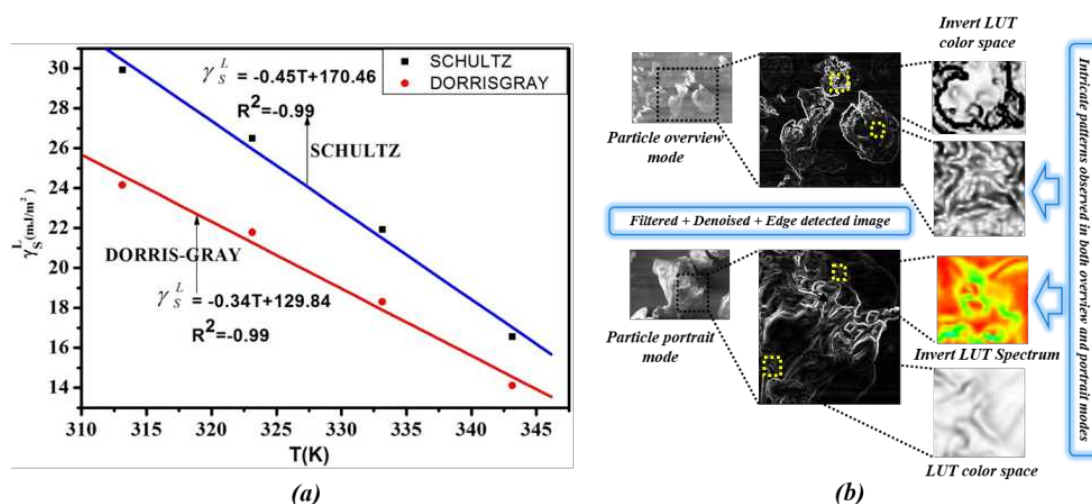 30
28
26
24
22
20
18
16
14
γ_S^L (mJ/m²)
SCHULTZ
DORRISGRAY
γ_S^L = -0.45T+170.46
R²=-0.99
SCHULTZ
DORRIS-GRAY
γ_S^L = -0.34T+129.84
R²=-0.99
310 315 320 325 330 335 340 345
T(K)
(a)
Particle overview
mode
Invert LUT
color space
Filtered + Denoised + Edge detected image
Particle portrait
mode
Invert LUT Spectrum
LUT color space
Intricate patterns observed in both overview and portrait modes
(b)